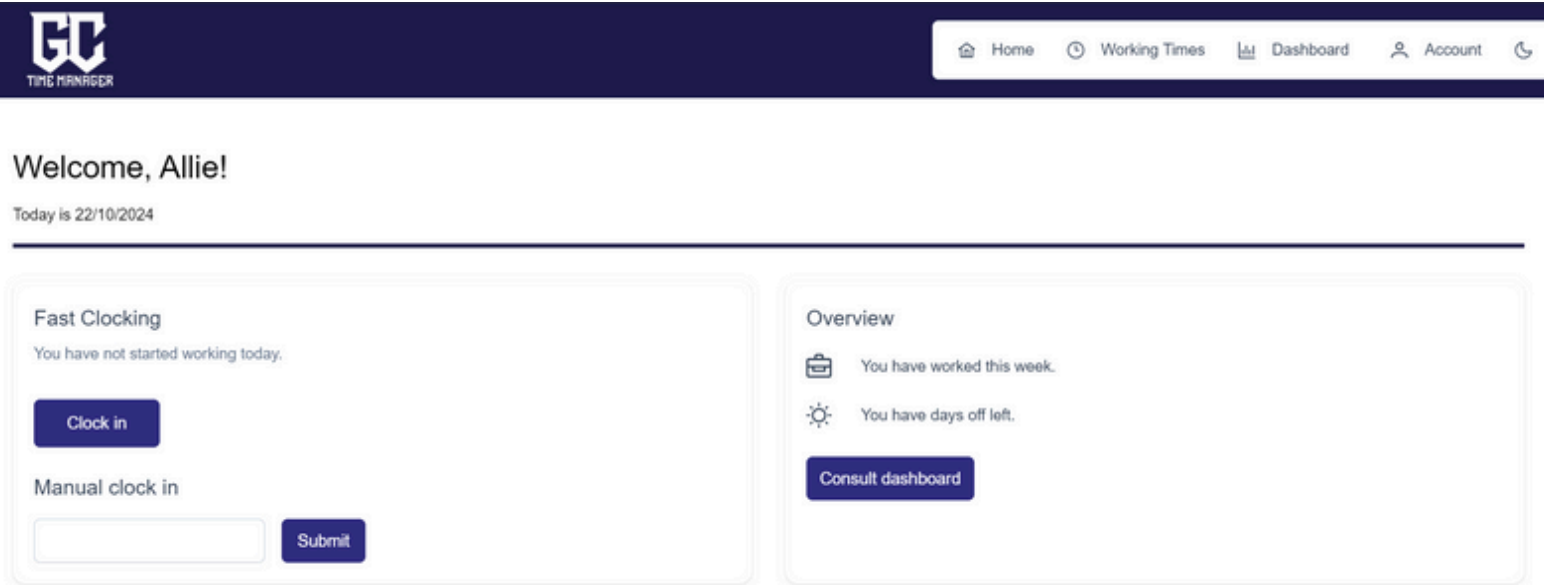 GC
TIME MANAGER
Home Working Times Dashboard Account
Welcome, Allie!
Today is 22/10/2024
Fast Clocking
You have not started working today.
Clock in
Manual clock in
Submit
Overview
You have worked this week.
You have days off left.
Consult dashboard